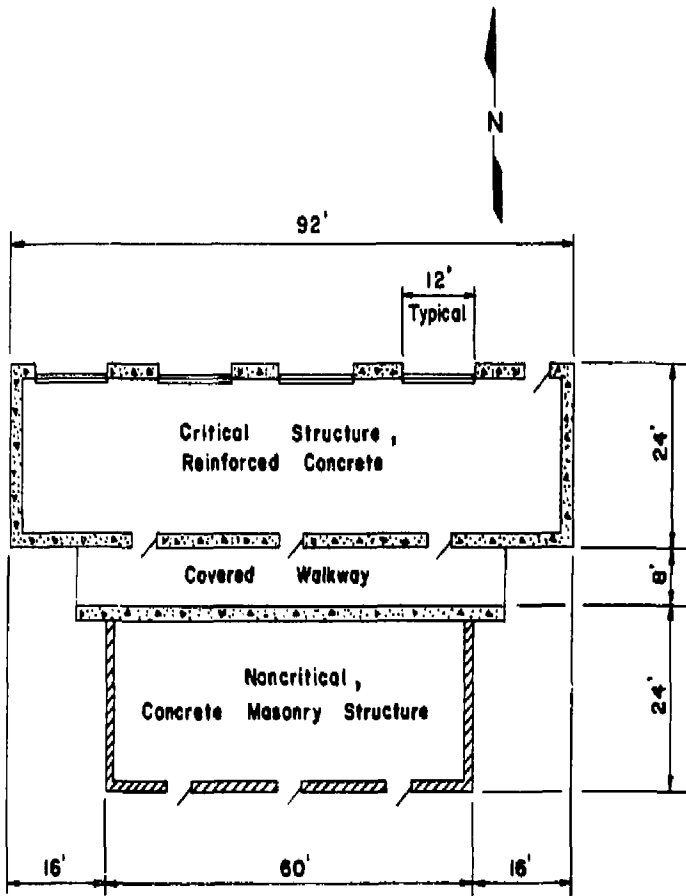 N
92'
12'
Typical
Critical Structure,
Reinforced Concrete
24'
Covered Walkway
8'
Noncritical,
Concrete Masonry Structure
24'
16'
60'
16'